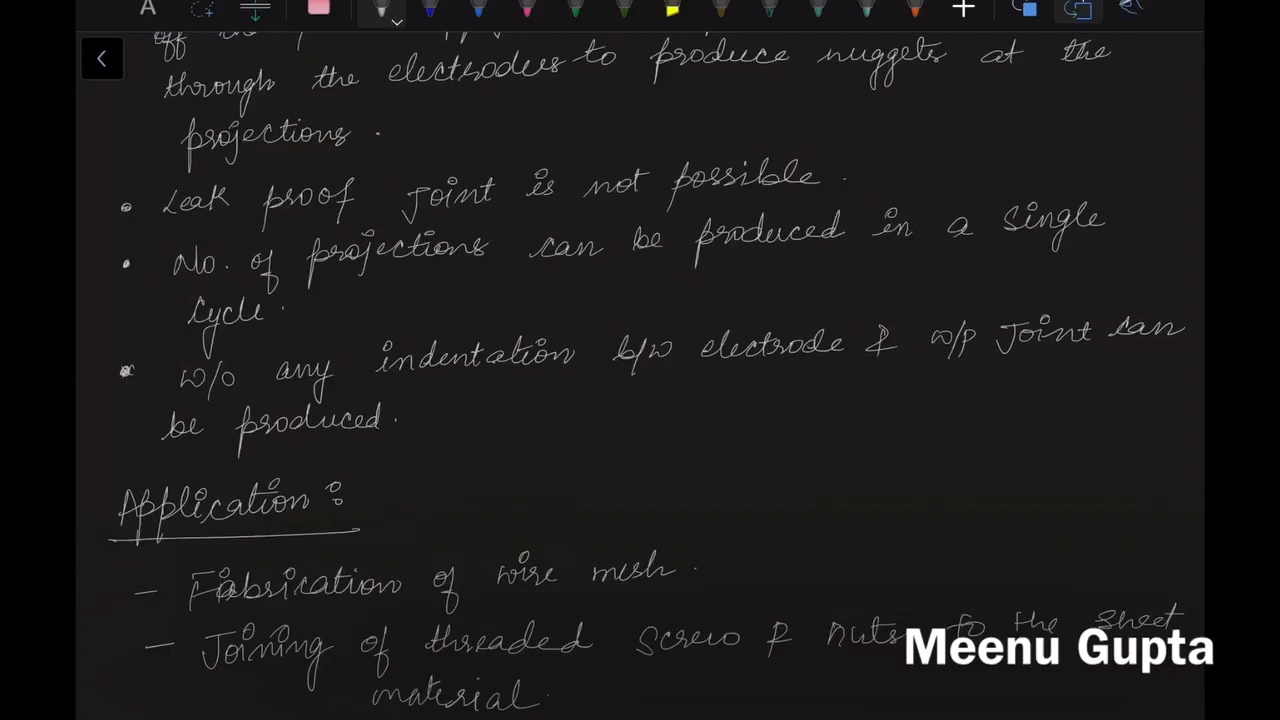 A
through the electrodes to produce nuggets at the
projections.
• Leak proof Joint is not possible.
• No. of projections can be produced in a single
cycle.
• w/o any indentation b/w electrode & w/p Joint can
be produced.
Application :
- Fabrication of wire mesh.
- Joining of threaded screw & nuts to the sheet
material.
Meenu Gupta